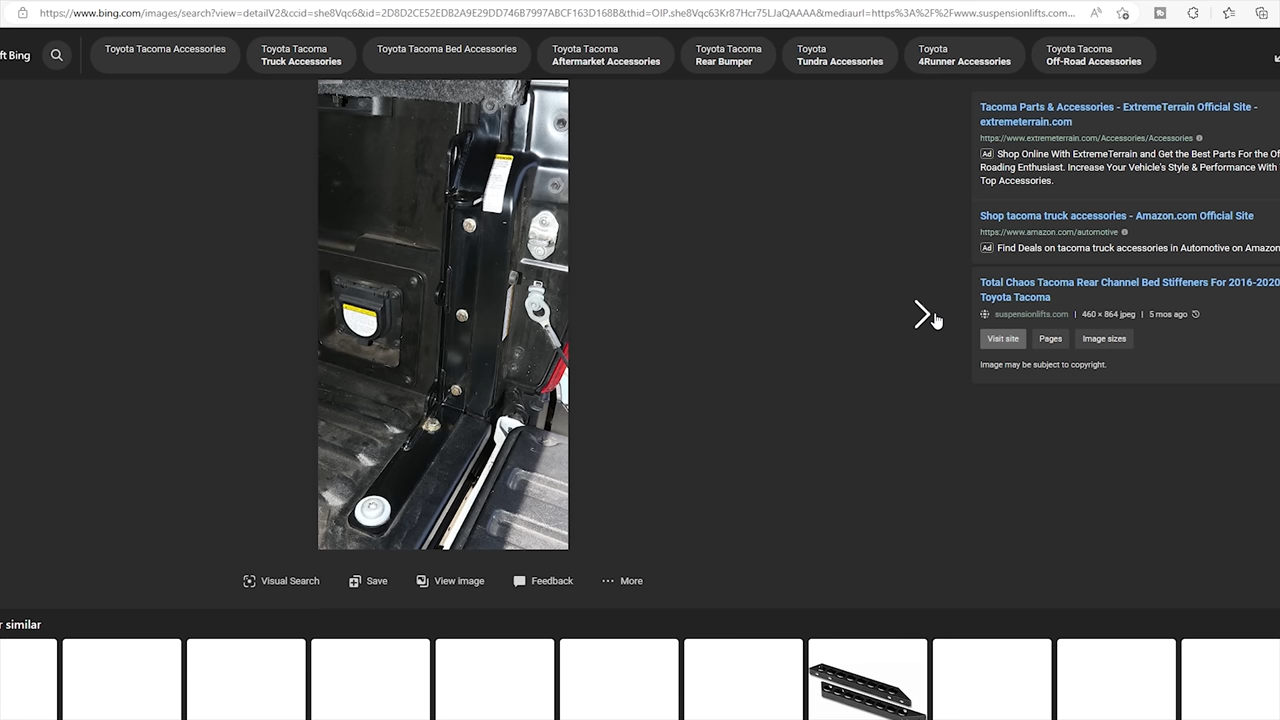 https://www.bing.com/images/search?view=detailV2&ccid=she8Vqc6&id=2D8D2CE52EDB2A9E29DD746B7997ABCF163D168B&thid=OIP.she8Vqc63Kr87Hcr75LJaQAAAA&mediaurl=https%3A%2F%2Fwww.suspensionlifts.com...
ft Bing
Toyota Tacoma Accessories
Toyota Tacoma
Truck Accessories
Toyota Tacoma Bed Accessories
Toyota Tacoma
Aftermarket Accessories
Toyota Tacoma
Rear Bumper
Toyota
Tundra Accessories
Toyota
4Runner Accessories
Toyota Tacoma
Off-Road Accessories
Tacoma Parts & Accessories - ExtremeTerrain Official Site -
extremeterrain.com
https://www.extremeterrain.com/Accessories/Accessories
Ad Shop Online With ExtremeTerrain and Get the Best Parts For the Of
Roading Enthusiast. Increase Your Vehicle's Style & Performance With
Top Accessories.
Shop tacoma truck accessories - Amazon.com Official Site
https://www.amazon.com/automotive
Ad Find Deals on tacoma truck accessories in Automotive on Amazon
Total Chaos Tacoma Rear Channel Bed Stiffeners For 2016-2020
Toyota Tacoma
suspensionlifts.com | 460 × 864 jpeg | 5 mos ago
Visit site
Pages
Image sizes
Image may be subject to copyright.
Visual Search
Save
View image
Feedback
More
r similar